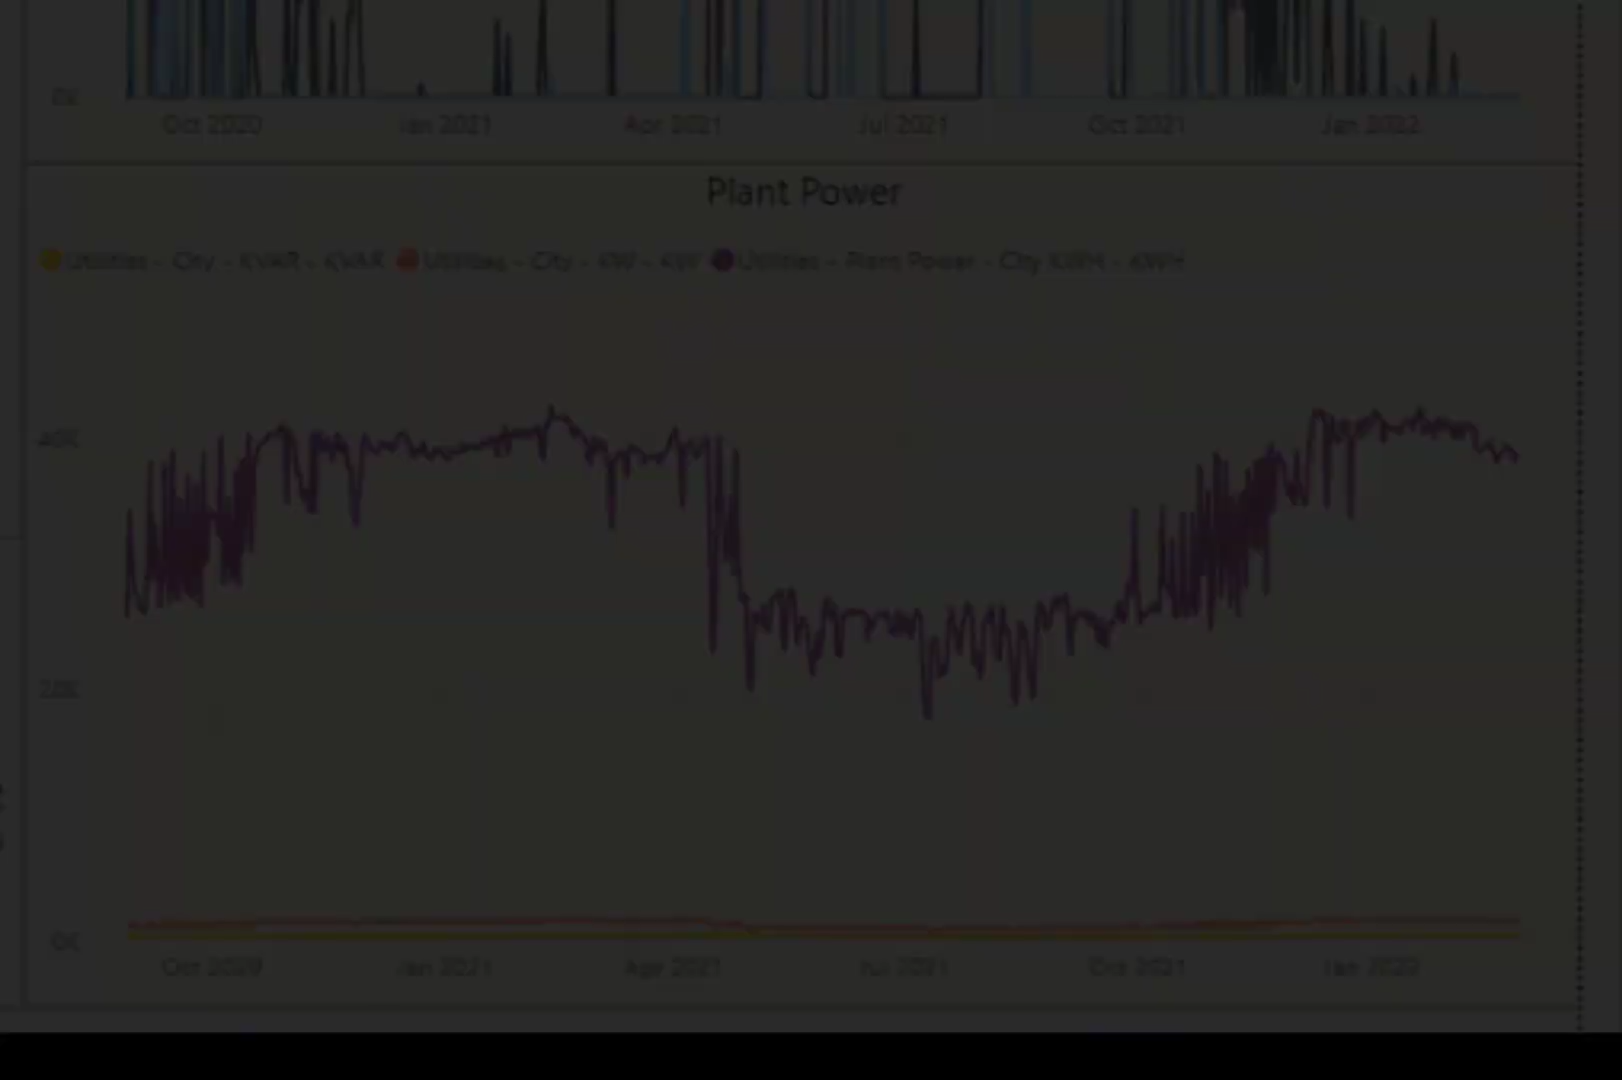 0K
Oct 2020 Jan 2021 Apr 2021 Jul 2021 Oct 2021 Jan 2022
Plant Power
Utilities - City - KVAR - KVAR Utilities - City - KW - KW Utilities - Plant Power - City KWH - KWH
40K
20K
0K
Oct 2020 Jan 2021 Apr 2021 Jul 2021 Oct 2021 Jan 2022